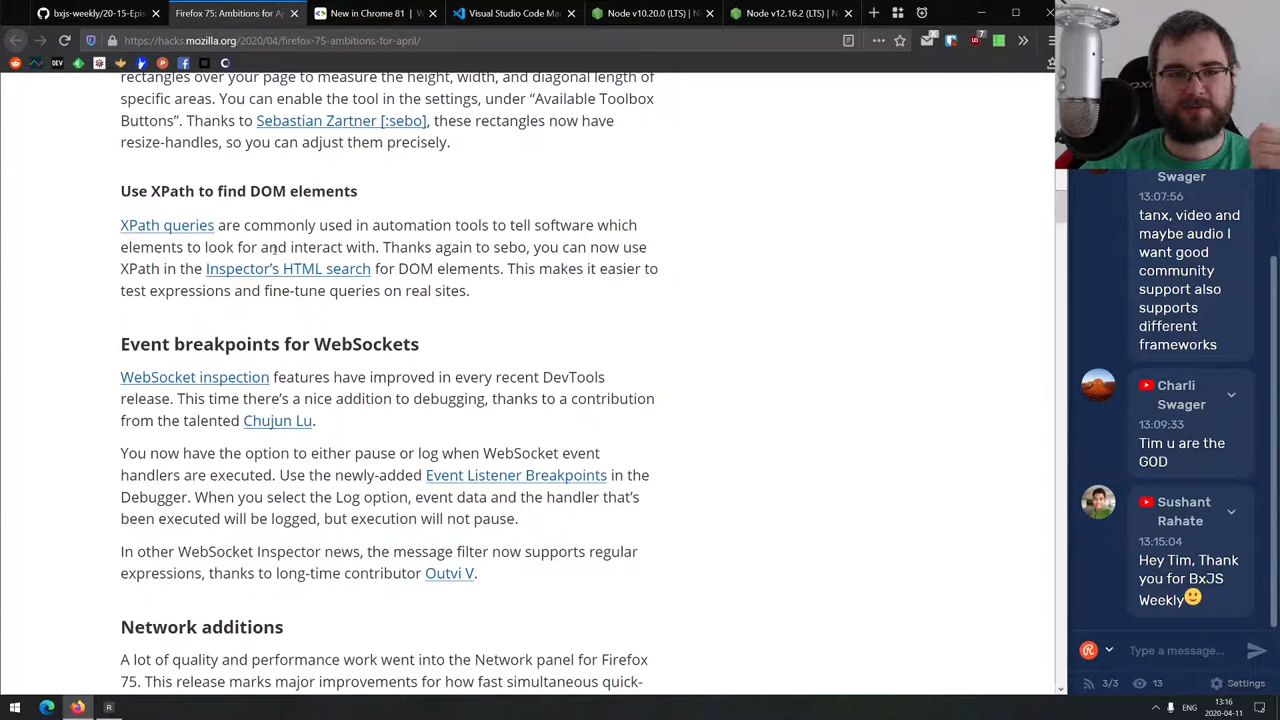 bxjs-weekly/20-15-Epis
Firefox 75: Ambitions for Ap
New in Chrome 81 | W
Visual Studio Code Mar
Node v10.20.0 (LTS) | No
Node v12.16.2 (LTS) | No
https://hacks.mozilla.org/2020/04/firefox-75-ambitions-for-april/
DEV
rectangles over your page to measure the height, width, and diagonal length of
specific areas. You can enable the tool in the settings, under “Available Toolbox
Buttons”. Thanks to Sebastian Zartner [:sebo], these rectangles now have
resize-handles, so you can adjust them precisely.
Use XPath to find DOM elements
XPath queries are commonly used in automation tools to tell software which
elements to look for and interact with. Thanks again to sebo, you can now use
XPath in the Inspector’s HTML search for DOM elements. This makes it easier to
test expressions and fine-tune queries on real sites.
Event breakpoints for WebSockets
WebSocket inspection features have improved in every recent DevTools
release. This time there’s a nice addition to debugging, thanks to a contribution
from the talented Chujun Lu.
You now have the option to either pause or log when WebSocket event
handlers are executed. Use the newly-added Event Listener Breakpoints in the
Debugger. When you select the Log option, event data and the handler that’s
been executed will be logged, but execution will not pause.
In other WebSocket Inspector news, the message filter now supports regular
expressions, thanks to long-time contributor Outvi V.
Network additions
A lot of quality and performance work went into the Network panel for Firefox
75. This release marks major improvements for how fast simultaneous quick-
Swager
13:07:56
tanx, video and
maybe audio I
want good
community
support also
supports
different
frameworks
Charli
Swager
13:09:33
Tim u are the
GOD
Sushant
Rahate
13:15:04
Hey Tim, Thank
you for BxJS
Weekly🙂
Type a message...
3/3
13
Settings
ENG
13:16
2020-04-11